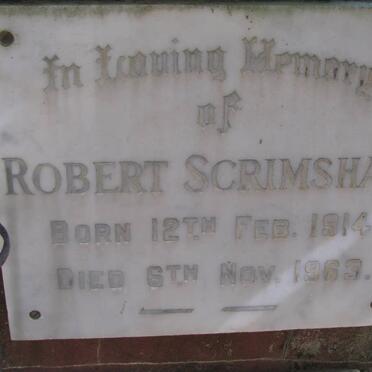 In Loving Memory
of
ROBERT SCRIMSHA
BORN 12TH FEB. 1914
DIED 6TH NOV. 1963.